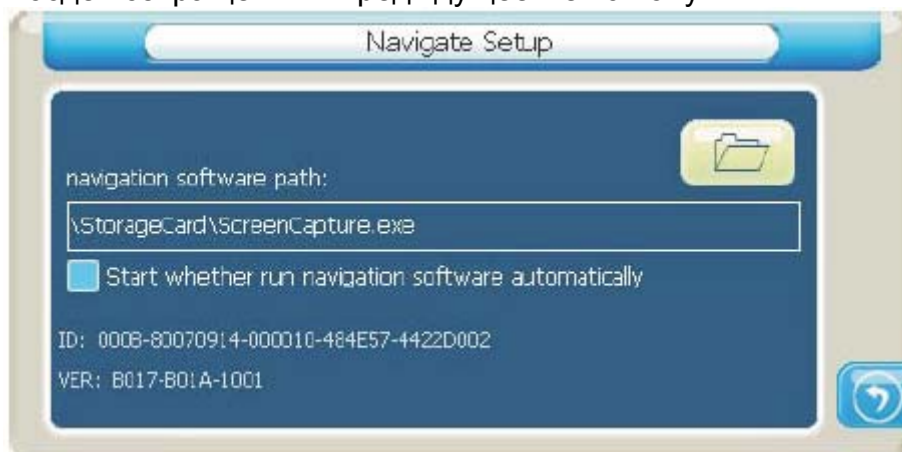 Navigate Setup
navigation software path:
\StorageCard\ScreenCapture.exe
Start whether run navigation software automatically
ID: 0008-80070914-000010-484E57-4422D002
VER: B017-B01A-1001